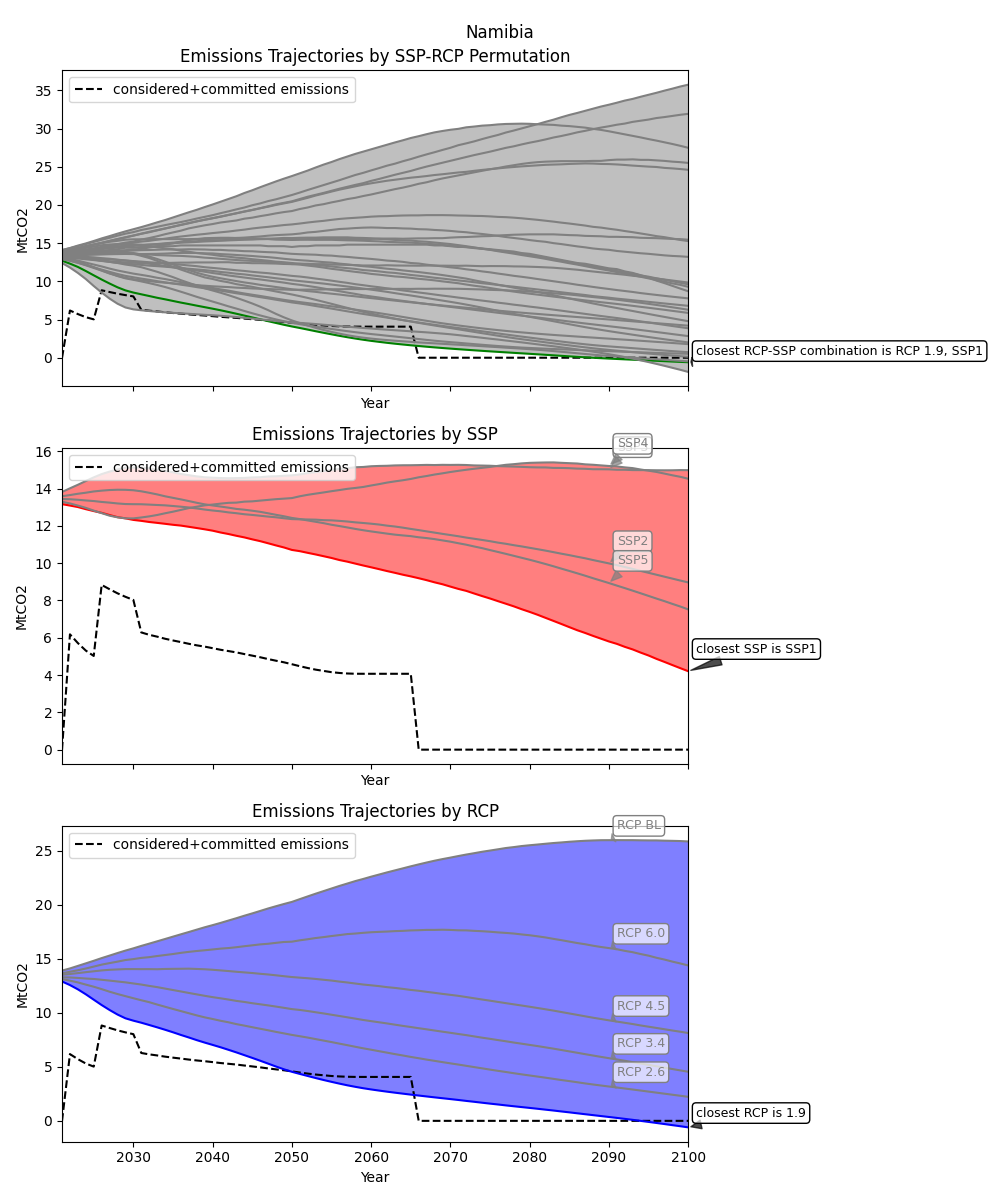 Namibia
Emissions Trajectories by SSP-RCP Permutation
considered+committed emissions
35
30
25
20
15
10
5
0
MtCO2
closest RCP-SSP combination is RCP 1.9, SSP1
Year
Emissions Trajectories by SSP
considered+committed emissions
SSP4
16
14
12
10
8
6
4
2
0
MtCO2
SSP2
SSP5
closest SSP is SSP1
Year
Emissions Trajectories by RCP
considered+committed emissions
RCP BL
25
20
15
10
5
0
MtCO2
RCP 6.0
RCP 4.5
RCP 3.4
RCP 2.6
closest RCP is 1.9
2030 2040 2050 2060 2070 2080 2090 2100
Year